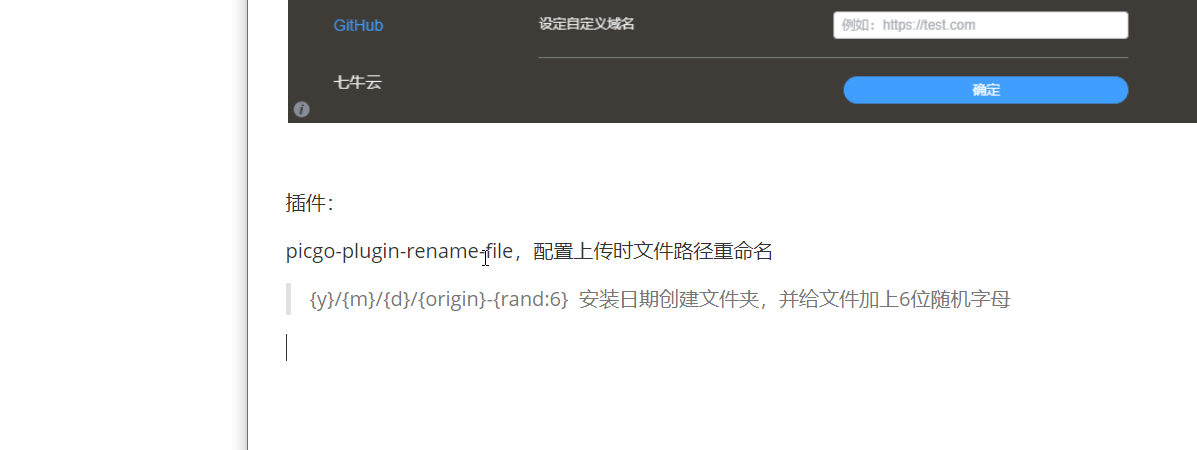 GitHub
设定自定义域名
例如：https://test.com
七牛云
确定
插件：
picgo-plugin-rename-file，配置上传时文件路径重命名
{y}/{m}/{d}/{origin}-{rand:6} 安装日期创建文件夹，并给文件加上6位随机字母